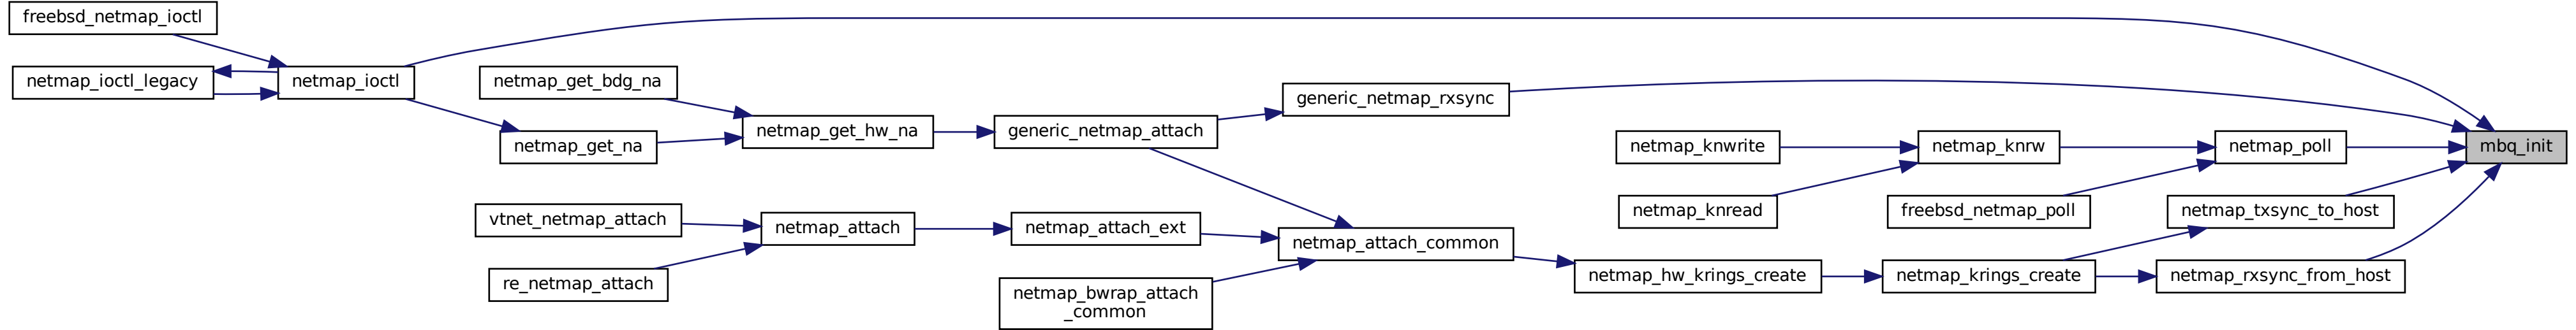 freebsd_netmap_ioctl
netmap_ioctl_legacy
netmap_ioctl
netmap_get_bdg_na
netmap_get_na
netmap_get_hw_na
generic_netmap_attach
generic_netmap_rxsync
netmap_knwrite
netmap_knrw
netmap_poll
mbq_init
netmap_knread
freebsd_netmap_poll
netmap_txsync_to_host
vtnet_netmap_attach
netmap_attach
netmap_attach_ext
netmap_attach_common
re_netmap_attach
netmap_bwrap_attach
_common
netmap_hw_krings_create
netmap_krings_create
netmap_rxsync_from_host